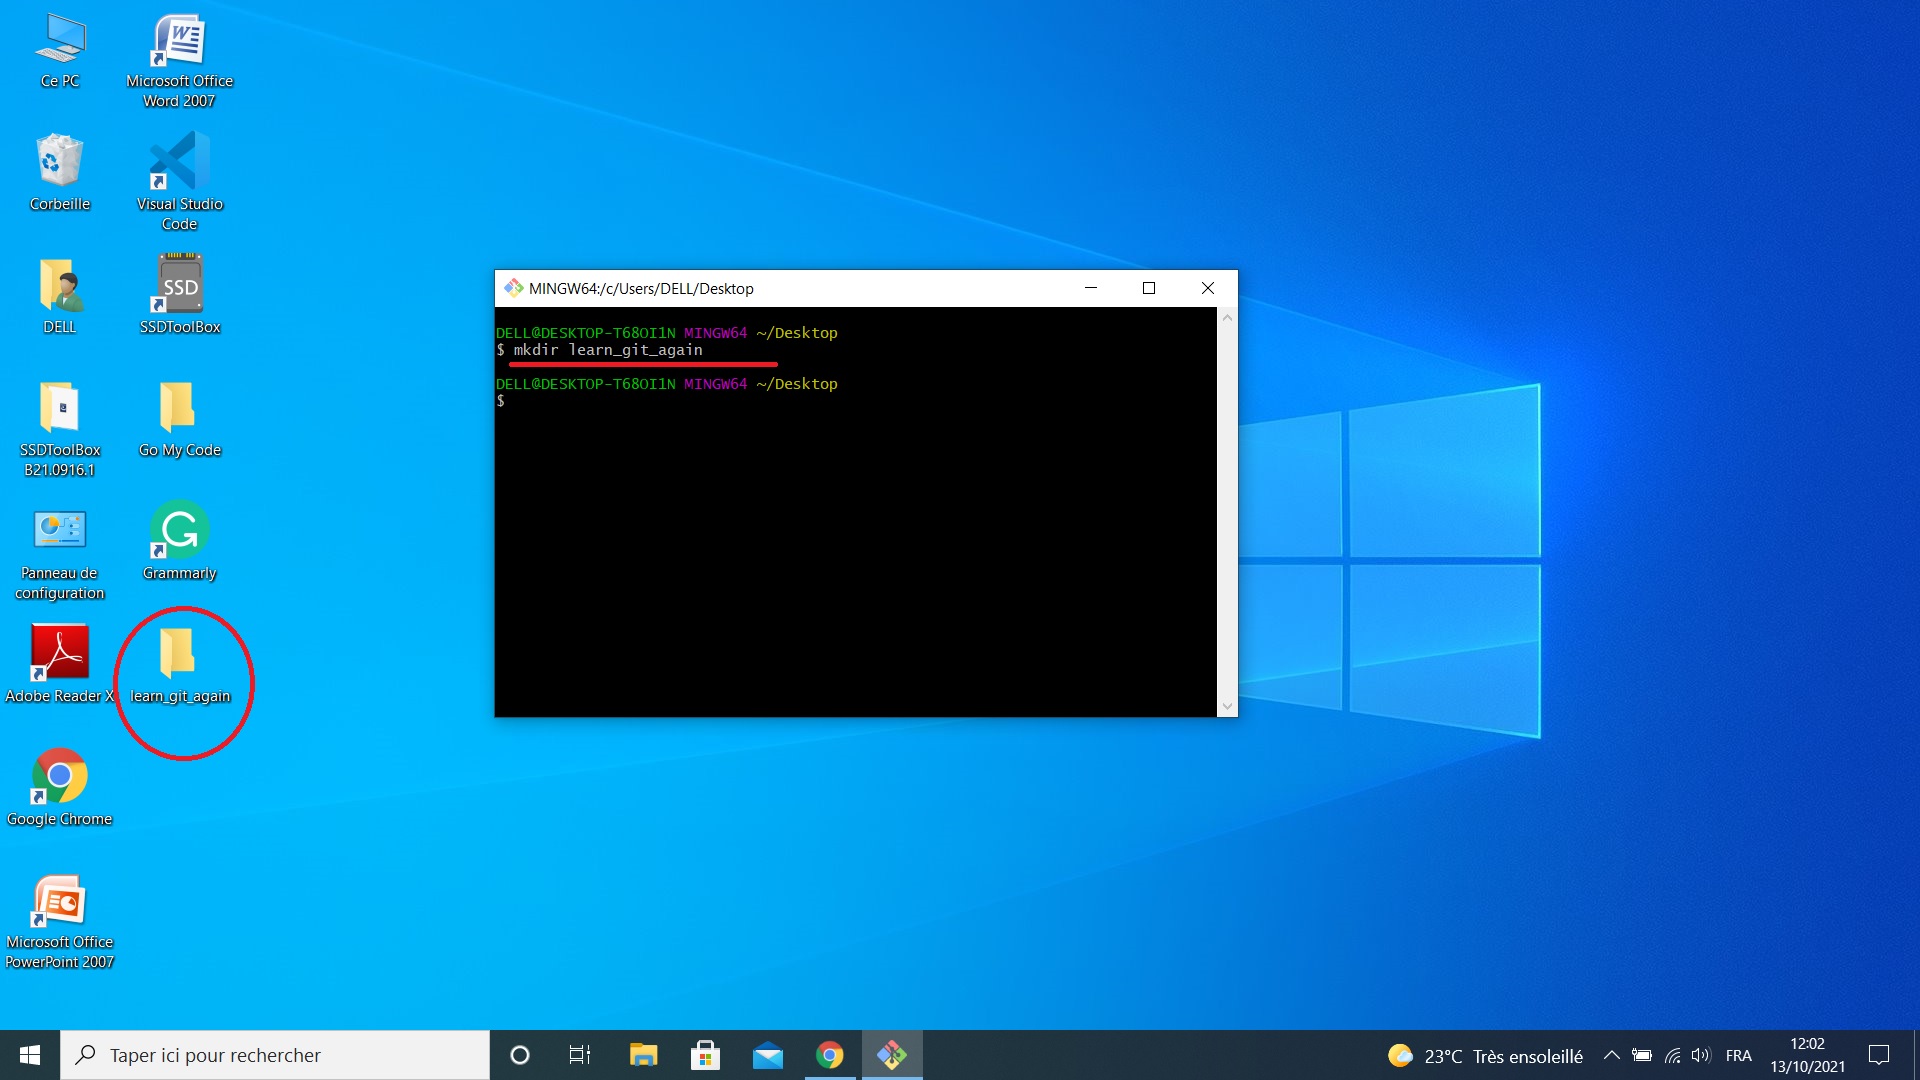 Ce PC
Microsoft Office
Word 2007
Corbeille
Visual Studio
Code
DELL
SSD
SSDToolBox
SSDToolBox
B21.0916.1
Go My Code
Panneau de
configuration
Grammarly
Adobe Reader X
learn_git_again
Google Chrome
Microsoft Office
PowerPoint 2007
MINGW64:/c/Users/DELL/Desktop
DELL@DESKTOP-T68OI1N MINGW64 ~/Desktop
$ mkdir learn_git_again
DELL@DESKTOP-T68OI1N MINGW64 ~/Desktop
$
Taper ici pour rechercher
23°C Très ensoleillé
FRA
12:02
13/10/2021